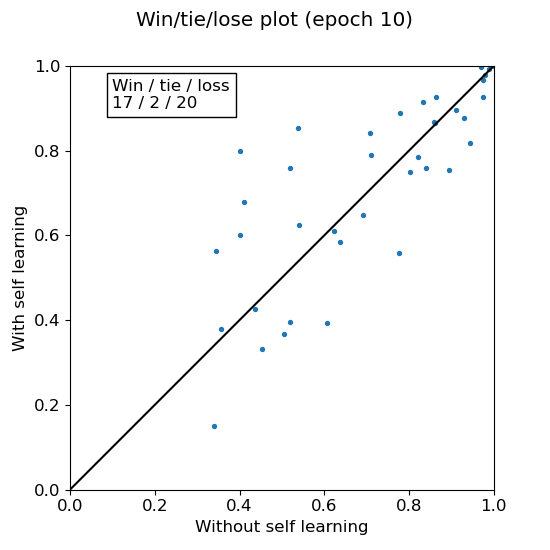 Win/tie/lose plot (epoch 10)
1.0
Win / tie / loss
17 / 2 / 20
0.8
0.6
With self learning
0.4
0.2
0.0
0.0 0.2 0.4 0.6 0.8 1.0
Without self learning